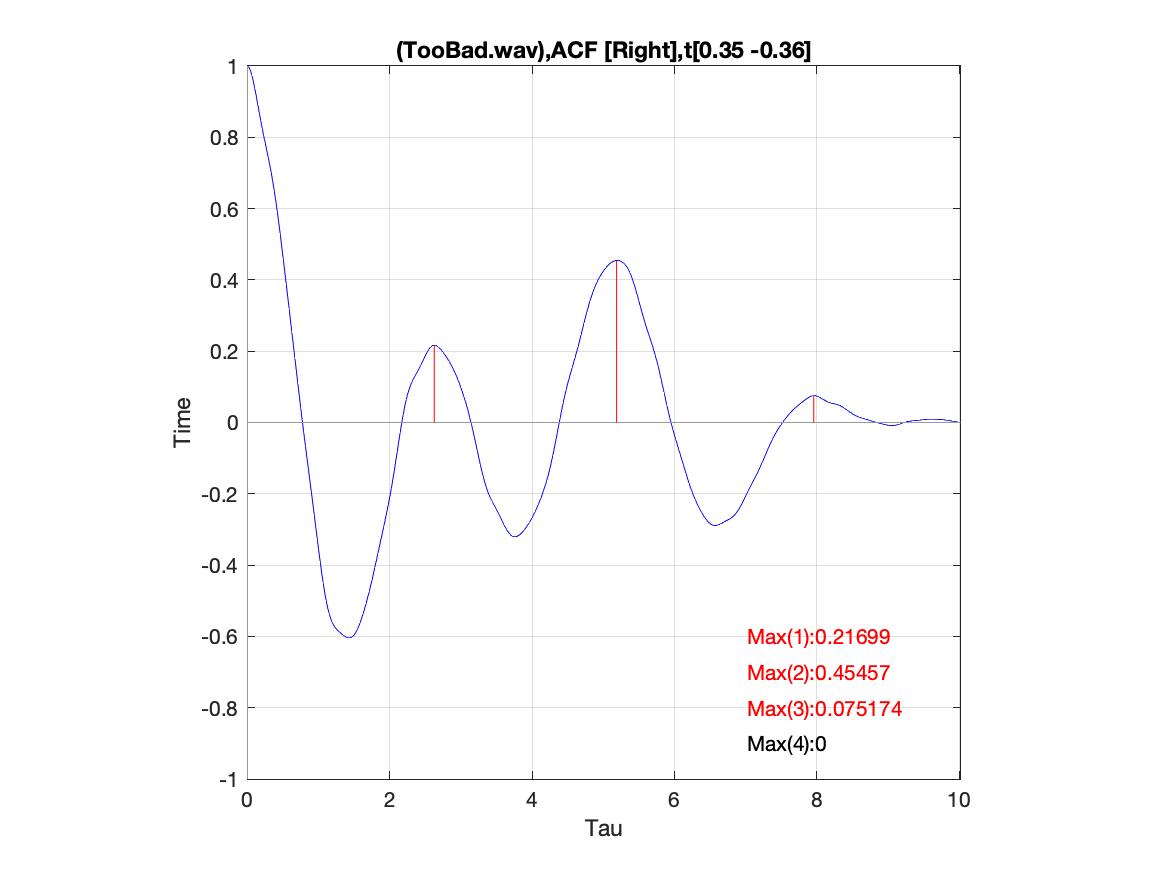 (TooBad.wav),ACF [Right],t[0.35 -0.36]
1
0.8
0.6
0.4
0.2
0
-0.2
-0.4
-0.6
-0.8
-1
Time
Max(1):0.21699
Max(2):0.45457
Max(3):0.075174
Max(4):0
0 2 4 6 8 10
Tau